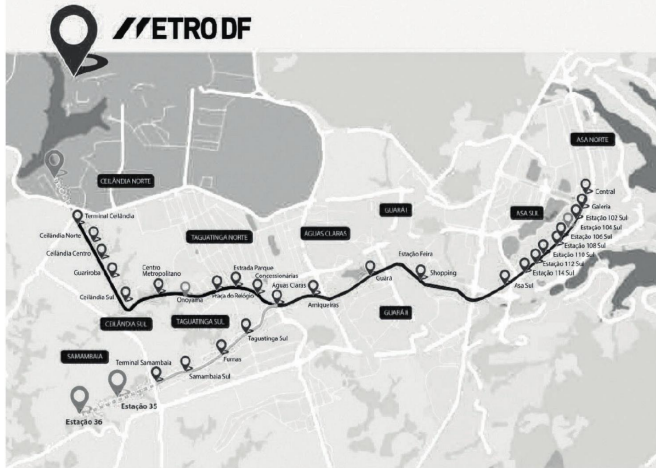 METRO DF
ASA NORTE
CEILÂNDIA NORTE
Terminal Ceilândia
Central
Galeria
GUARÁ I
ASA SUL
Estação 102 Sul
Ceilândia Norte
TAGUATINGA NORTE
ÁGUAS CLARAS
Estação 104 Sul
Estação 106 Sul
Ceilândia Centro
Estação 108 Sul
Estação Feira
Estação 110 Sul
Guariroba
Centro
Metropolitano
Estrada Parque
Concessionárias
Guará
Shopping
Estação 112 Sul
Estação 114 Sul
Asa Sul
Ceilândia Sul
Onoyama
Praça do Relógio
Águas Claras
Arniqueiras
CEILÂNDIA SUL
TAGUATINGA SUL
GUARÁ II
Taguatinga Sul
SAMAMBAIA
Furnas
Terminal Samambaia
Samambaia Sul
Estação 35
Estação 36